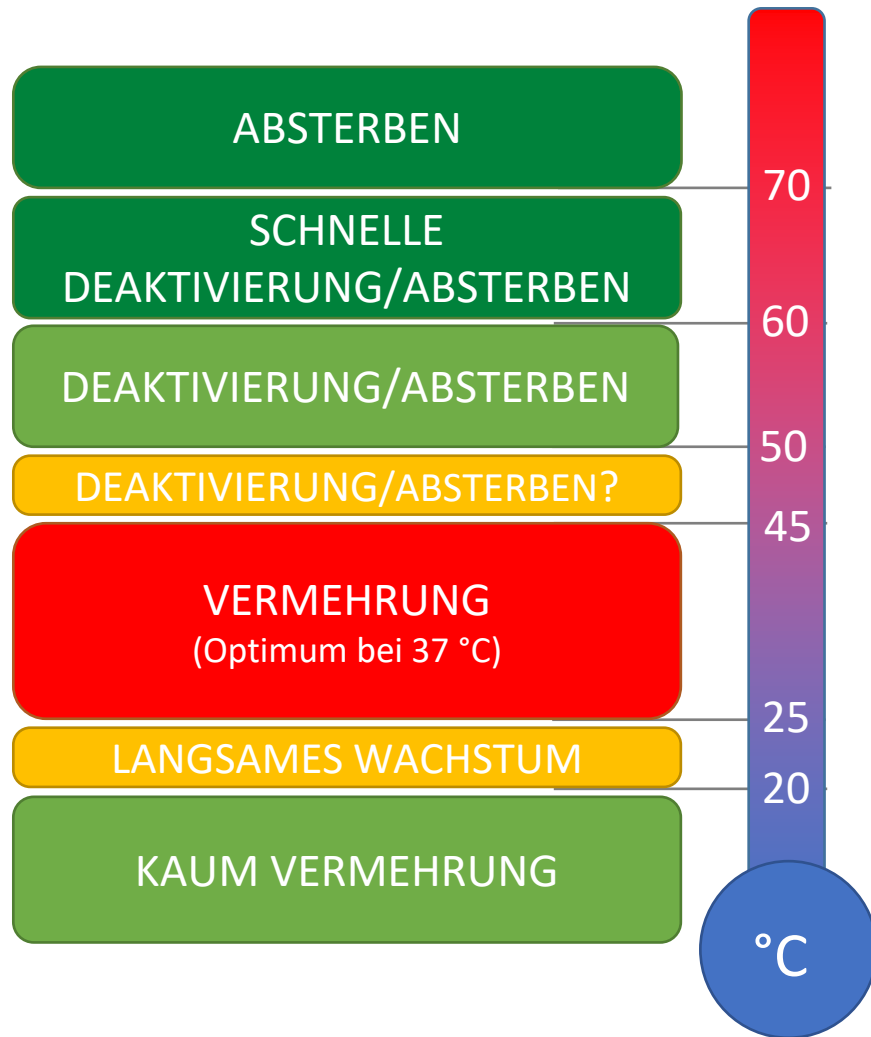 ABSTERBEN
70
SCHNELLE
DEAKTIVIERUNG/ABSTERBEN
60
DEAKTIVIERUNG/ABSTERBEN
50
DEAKTIVIERUNG/ABSTERBEN?
45
VERMEHRUNG
(Optimum bei 37 °C)
25
LANGSAMES WACHSTUM
20
KAUM VERMEHRUNG
°C